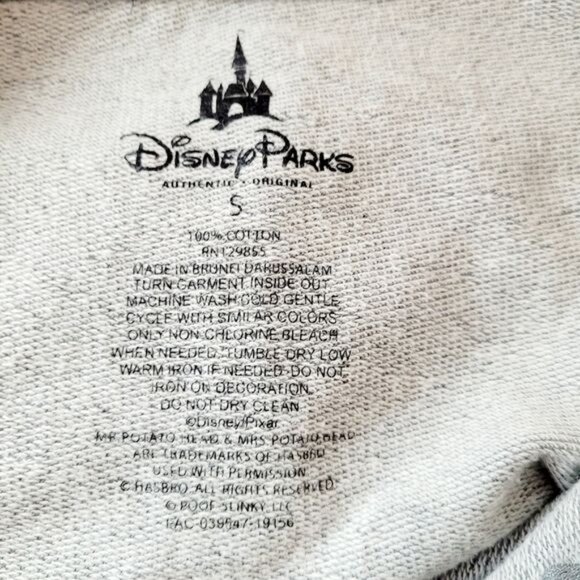 DISNEY PARKS
AUTHENTIC • ORIGINAL
S
100% COTTON
RN129855
MADE IN BRUNEI DARUSSALAM
TURN GARMENT INSIDE OUT
MACHINE WASH COLD GENTLE
CYCLE WITH SIMILAR COLORS
ONLY NON CHLORINE BLEACH
WHEN NEEDED. TUMBLE DRY LOW
WARM IRON IF NEEDED. DO NOT
IRON ON DECORATION.
DO NOT DRY CLEAN
©Disney/Pixar
MR. POTATO HEAD & MRS. POTATO HEAD
ARE TRADEMARKS OF HASBRO
USED WITH PERMISSION
© HASBRO. ALL RIGHTS RESERVED.
© POOF SLINKY, LLC
FAC-039547-19156